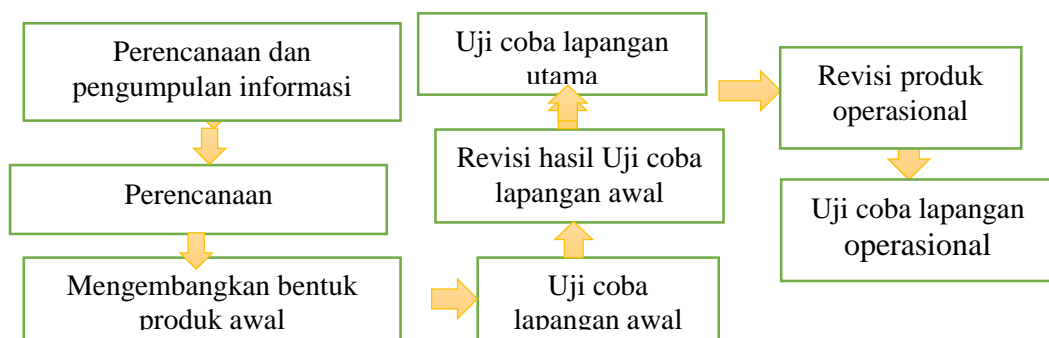 Perencanaan dan
pengumpulan informasi
Perencanaan
Mengembangkan bentuk
produk awal
Uji coba
lapangan awal
Revisi hasil Uji coba
lapangan awal
Uji coba lapangan
utama
Revisi produk
operasional
Uji coba lapangan
operasional